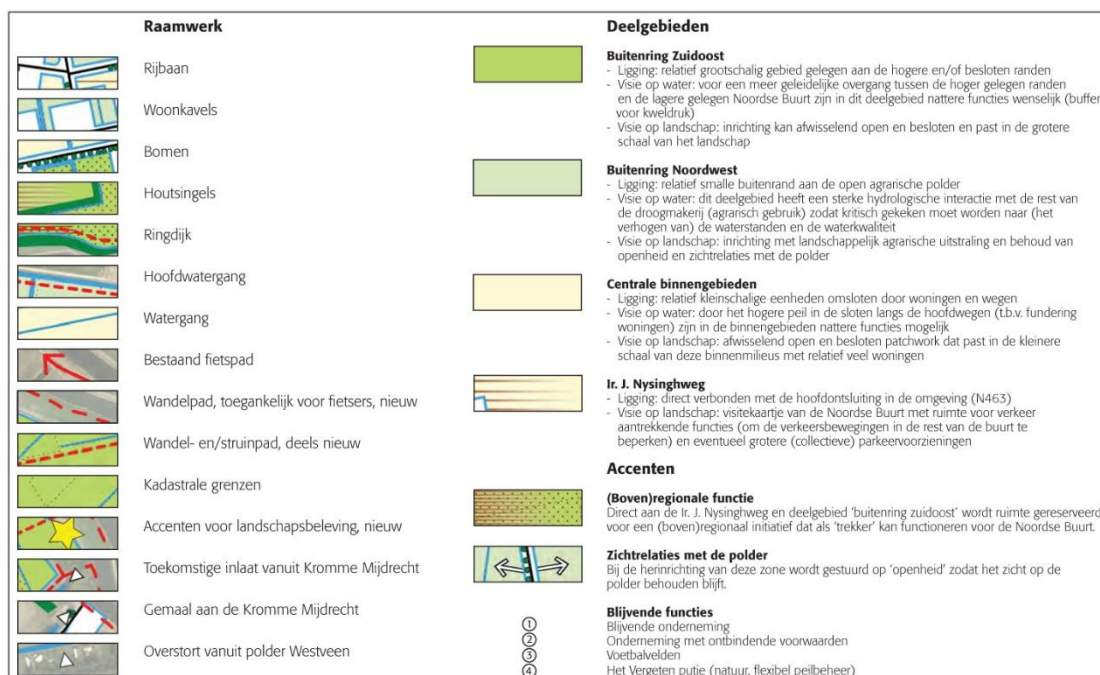 Raamwerk
Rijbaan
Woonkavels
Bomen
Houtsingels
Ringdijk
Hoofdwatergang
Watergang
Bestaand fietspad
Wandelpad, toegankelijk voor fietsers, nieuw
Wandel- en/struinpad, deels nieuw
Kadastrale grenzen
Accenten voor landschapsbeleving, nieuw
Toekomstige inlaat vanuit Kromme Mijdrecht
Gemaal aan de Kromme Mijdrecht
Overstort vanuit polder Westveen
Deelgebieden
Buitenring Zuidoost
- Ligging: relatief grootschalig gebied gelegen aan de hogere en/of besloten randen
- Visie op water: voor een meer geleidelijke overgang tussen de hoger gelegen randen
en de lagere gelegen Noordse Buurt zijn in dit deelgebied nattere functies wenselijk (buffer
voor kweldruk)
- Visie op landschap: inrichting kan afwisselend open en besloten en past in de grotere
schaal van het landschap
Buitenring Noordwest
- Ligging: relatief smalle buitenrand aan de open agrarische polder
- Visie op water: dit deelgebied heeft een sterke hydrologische interactie met de rest van
de droogmakerij (agrarisch gebruik) zodat kritisch gekeken moet worden naar (het
verhogen van) de waterstanden en de waterkwaliteit
- Visie op landschap: inrichting met landschappelijk agrarische uitstraling en behoud van
openheid en zichtrelaties met de polder
Centrale binnengebieden
- Ligging: relatief kleinschalige eenheden omsloten door woningen en wegen
- Visie op water: door het hogere peil in de sloten langs de hoofdwegen (t.b.v. fundering
woningen) zijn in de binnengebieden nattere functies mogelijk
- Visie op landschap: afwisselend open en besloten patchwork dat past in de kleinere
schaal van deze binnenmilieus met relatief veel woningen
Ir. J. Nysinghweg
- Ligging: direct verbonden met de hoofdontsluiting in de omgeving (N463)
- Visie op landschap: visitekaartje van de Noordse Buurt met ruimte voor verkeer
aantrekkende functies (om de verkeersbewegingen in de rest van de buurt te
beperken) en eventueel grotere (collectieve) parkeervoorzieningen
Accenten
(Boven)regionale functie
Direct aan de Ir. J. Nysinghweg en deelgebied 'buitenring zuidoost' wordt ruimte gereserveerd
voor een (boven)regionaal initiatief dat als 'trekker' kan functioneren voor de Noordse Buurt.
Zichtrelaties met de polder
Bij de herinrichting van deze zone wordt gestuurd op 'openheid' zodat het zicht op de
polder behouden blijft.
Blijvende functies
① Blijvende onderneming
② Onderneming met ontbindende voorwaarden
③ Voetbalvelden
④ Het Vergeten putje (natuur, flexibel peilbeheer)